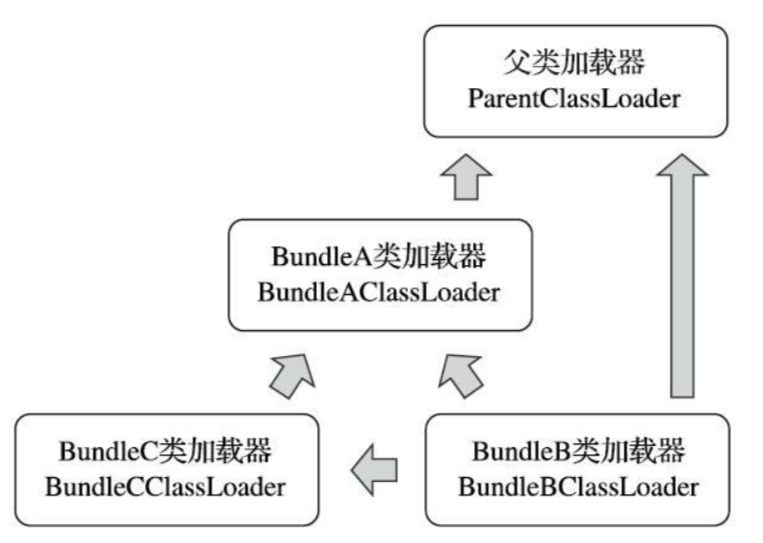 父类加载器
ParentClassLoader
BundleA类加载器
BundleAClassLoader
BundleC类加载器
BundleCClassLoader
BundleB类加载器
BundleBClassLoader